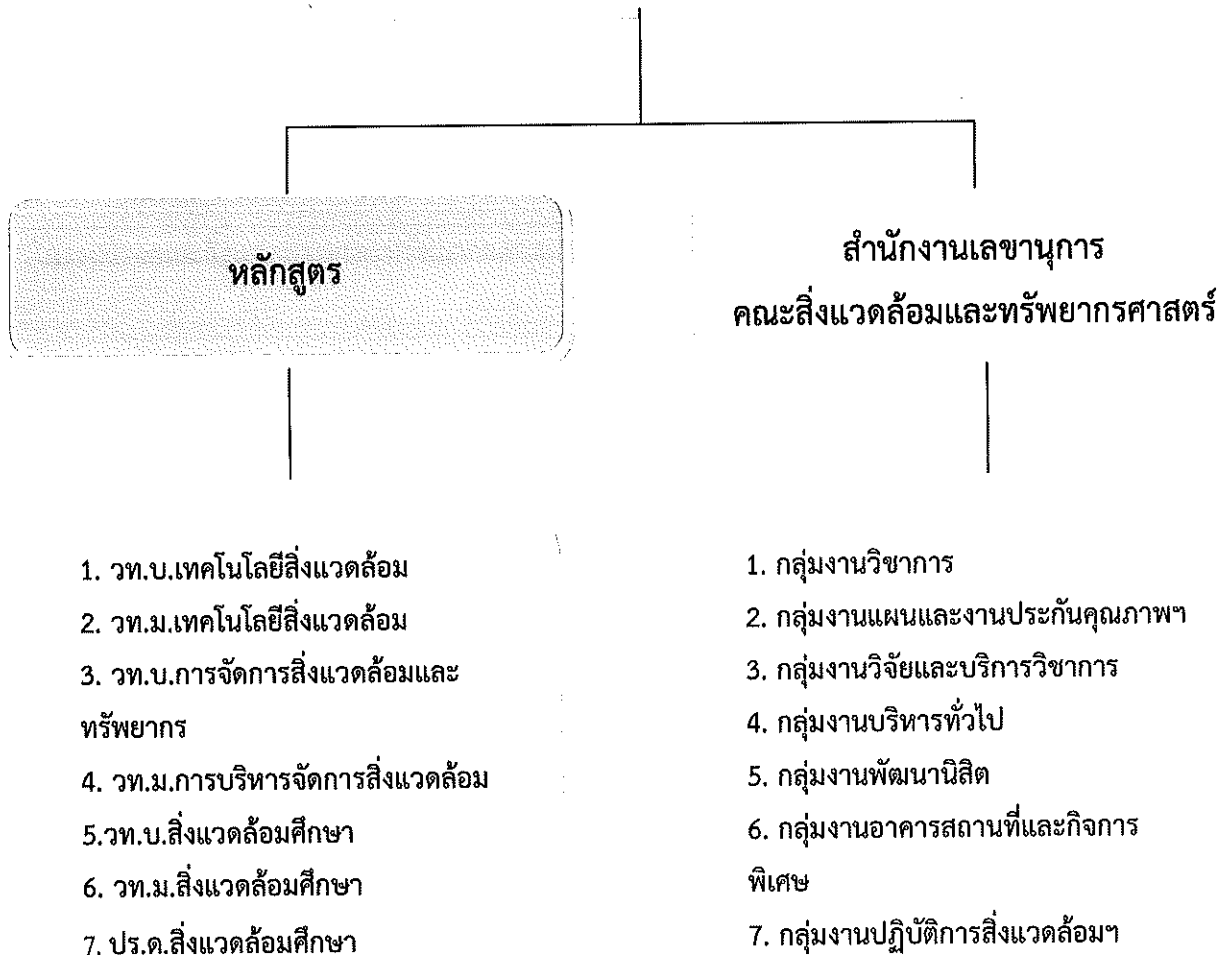 หลักสูตร
สำนักงานเลขานุการ
คณะสิ่งแวดล้อมและทรัพยากรศาสตร์
1. วท.บ.เทคโนโลยีสิ่งแวดล้อม
2. วท.ม.เทคโนโลยีสิ่งแวดล้อม
3. วท.บ.การจัดการสิ่งแวดล้อมและ
ทรัพยากร
4. วท.ม.การบริหารจัดการสิ่งแวดล้อม
5.วท.บ.สิ่งแวดล้อมศึกษา
6. วท.ม.สิ่งแวดล้อมศึกษา
7. ปร.ด.สิ่งแวดล้อมศึกษา
1. กลุ่มงานวิชาการ
2. กลุ่มงานแผนและงานประกันคุณภาพฯ
3. กลุ่มงานวิจัยและบริการวิชาการ
4. กลุ่มงานบริหารทั่วไป
5. กลุ่มงานพัฒนานิสิต
6. กลุ่มงานอาคารสถานที่และกิจการ
พิเศษ
7. กลุ่มงานปฏิบัติการสิ่งแวดล้อมฯ